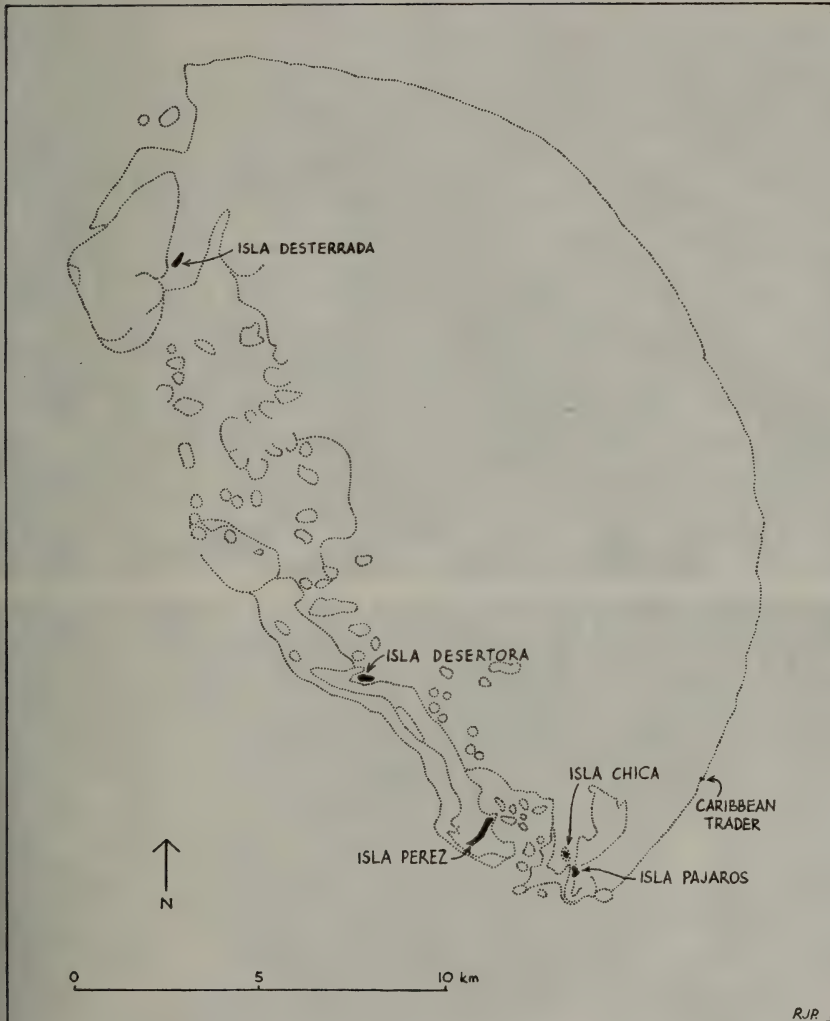 ISLA DESTERRADA
ISLA DESERTORA
ISLA CHICA
CARIBBEAN
TRADER
ISLA PEREZ
ISLA PAJAROS
N
0 5 10 km
RJP.